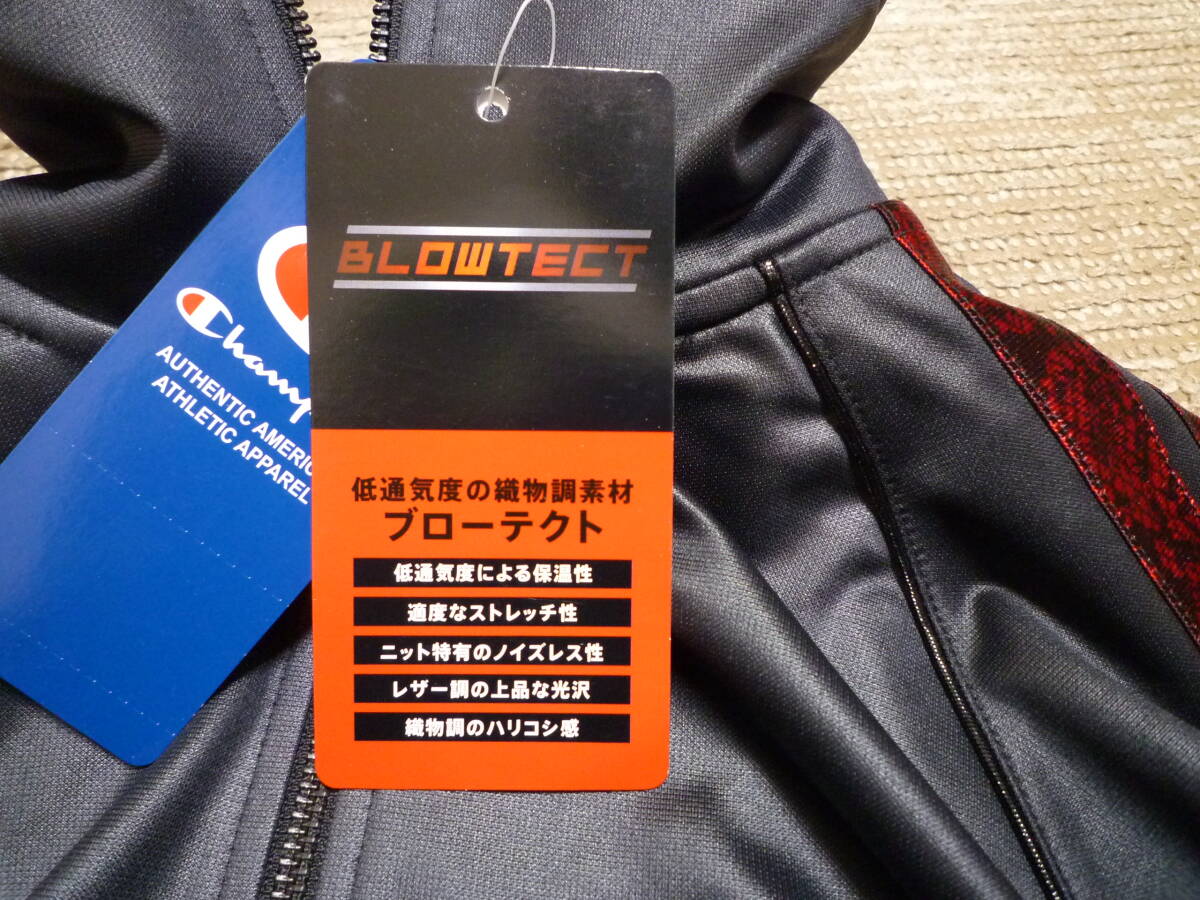 BLOWTECT
低通気度の織物調素材
ブローテクト
低通気度による保温性
適度なストレッチ性
ニット特有のノイズレス性
レザー調の上品な光沢
織物調のハリコシ感
Champ
AUTHENTIC AMERIC
ATHLETIC APPAREL